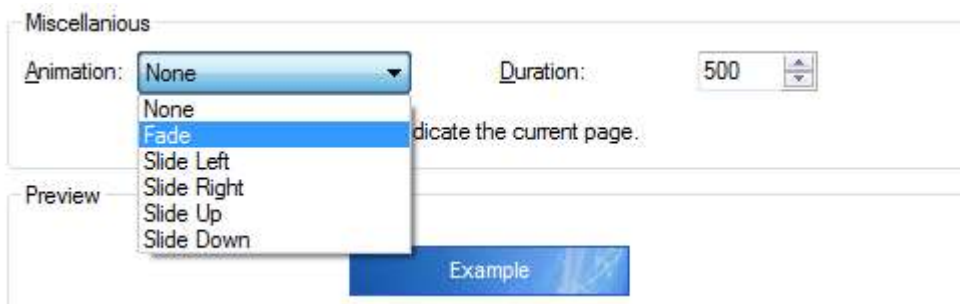 Miscellanious
Animation: None Duration: 500
None
Fade
dicate the current page.
Slide Left
Slide Right
Preview
Slide Up
Slide Down
Example